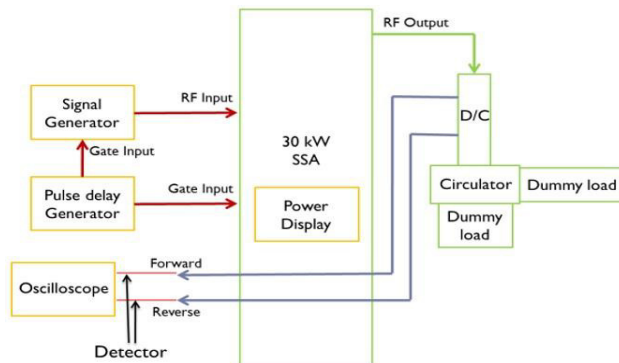 RF Output
Signal
Generator
RF Input
D/C
Gate Input
30 kW
SSA
Pulse delay
Generator
Gate Input
Power
Display
Circulator
Dummy load
Dummy
load
Forward
Oscilloscope
Reverse
Detector